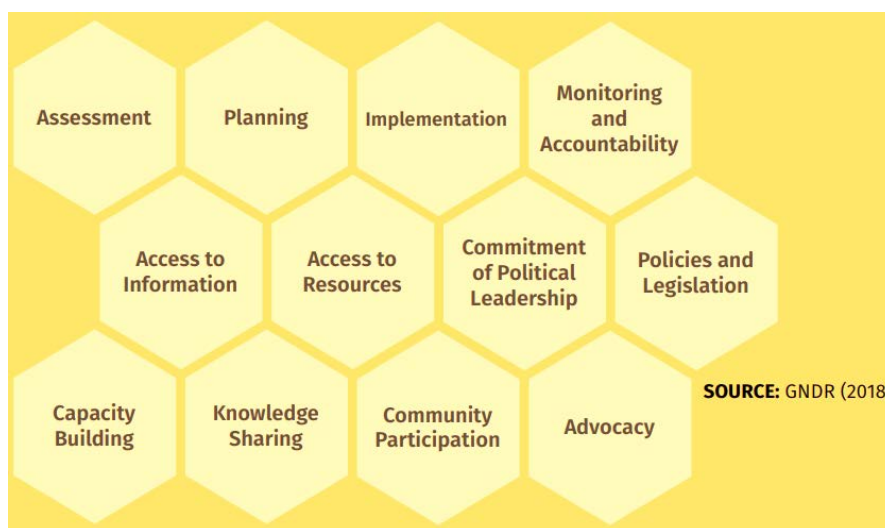 Assessment
Planning
Implementation
Monitoring
and
Accountability
Access to
Information
Access to
Resources
Commitment
of Political
Leadership
Policies and
Legislation
SOURCE: GNDR (2018
Capacity
Building
Knowledge
Sharing
Community
Participation
Advocacy